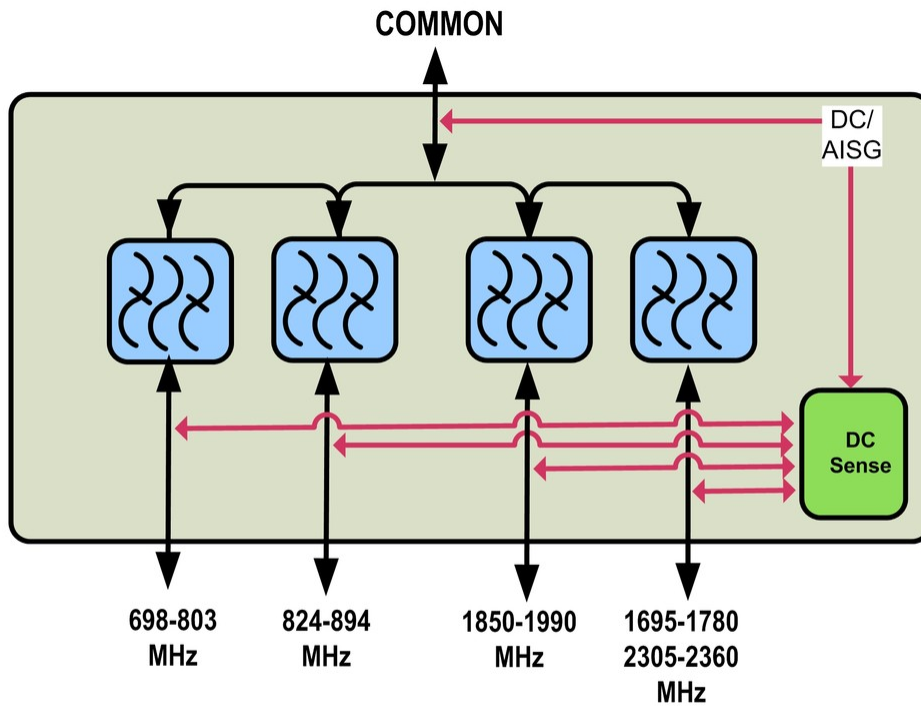 COMMON
DC/
AISG
DC
Sense
698-803
MHz
824-894
MHz
1850-1990
MHz
1695-1780
2305-2360
MHz